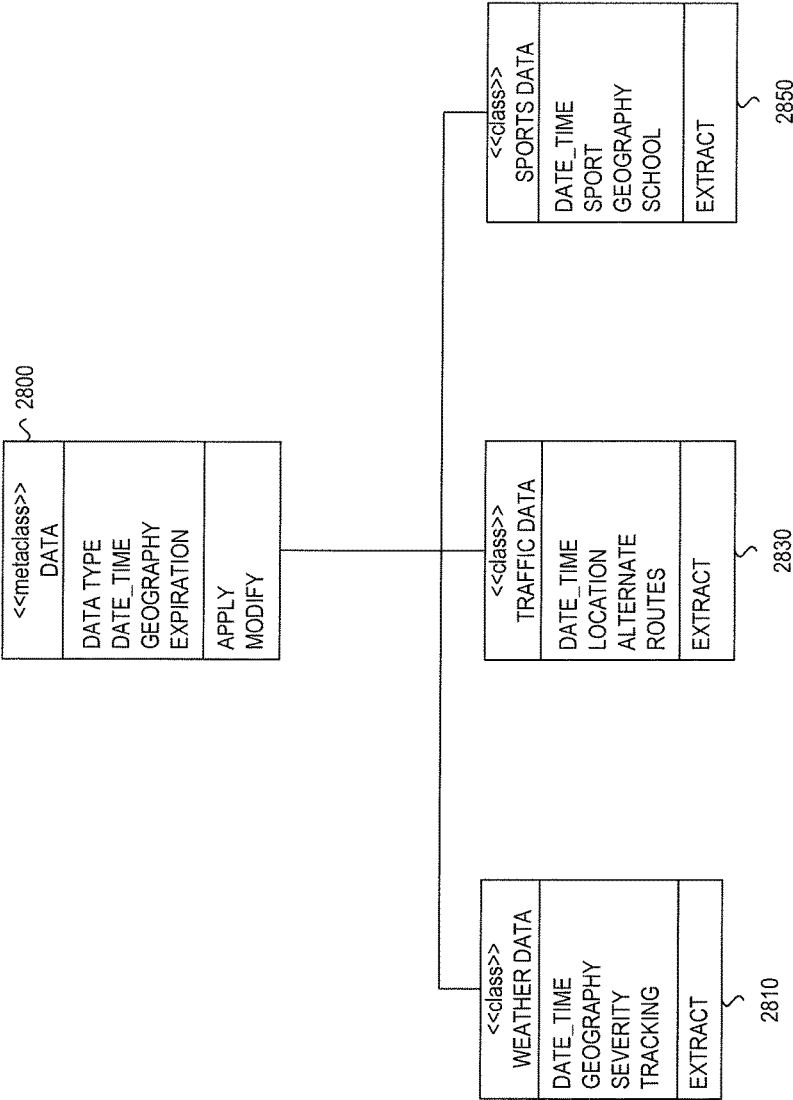 <<metaclass>>
DATA
DATA TYPE
DATE_TIME
GEOGRAPHY
EXPIRATION
APPLY
MODIFY
2800
<<class>>
WEATHER DATA
DATE_TIME
GEOGRAPHY
SEVERITY
TRACKING
EXTRACT
2810
<<class>>
TRAFFIC DATA
DATE_TIME
LOCATION
ALTERNATE
ROUTES
EXTRACT
2830
<<class>>
SPORTS DATA
DATE_TIME
SPORT
GEOGRAPHY
SCHOOL
EXTRACT
2850